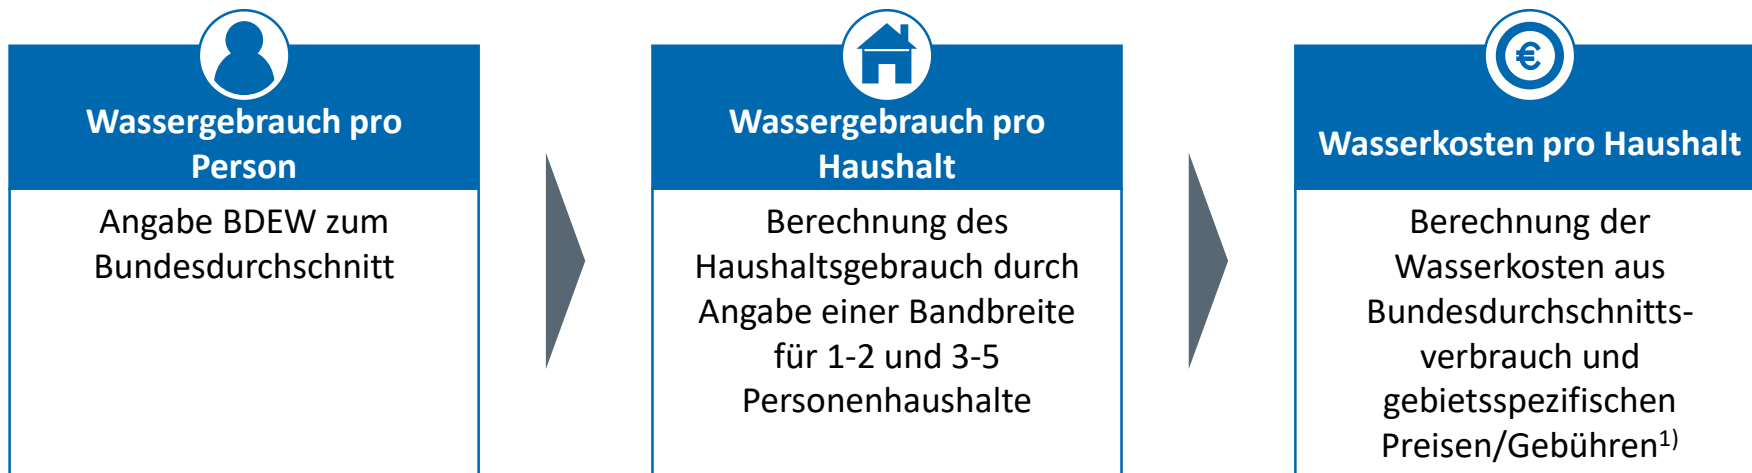 Wassergebrauch pro
Person
Angabe BDEW zum
Bundesdurchschnitt
Wassergebrauch pro
Haushalt
Berechnung des
Haushaltsgebrauch durch
Angabe einer Bandbreite
für 1-2 und 3-5
Personenhaushalte
€
Wasserkosten pro Haushalt
Berechnung der
Wasserkosten aus
Bundesdurchschnitts-
verbrauch und
gebietsspezifischen
Preisen/Gebühren¹⁾